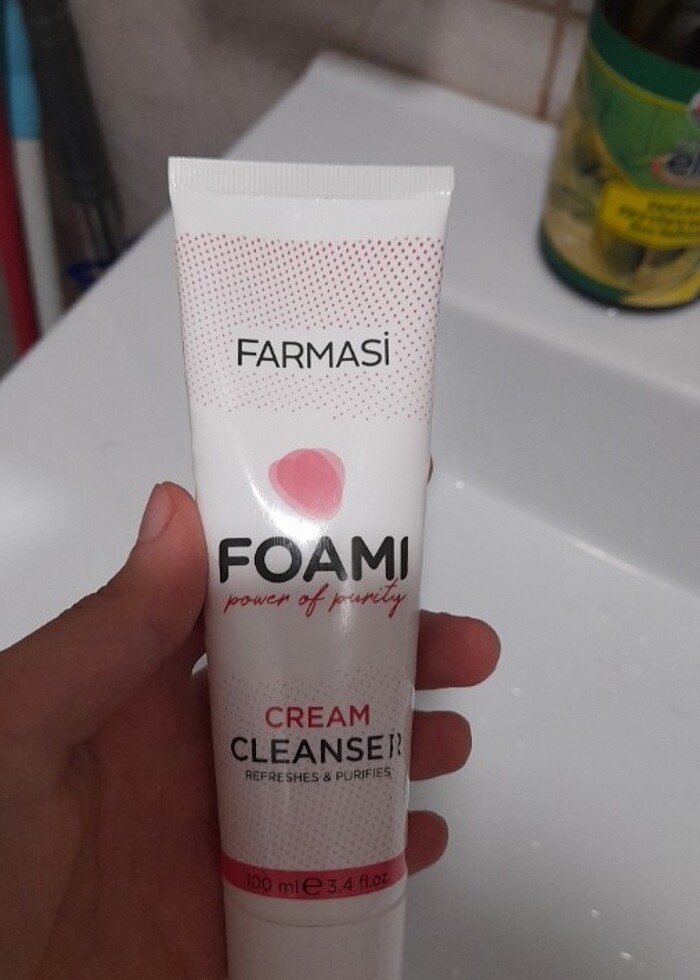 FARMASİ
FOAMI
power of purity
CREAM
CLEANSER
REFRESHES & PURIFIES
100 ml e 3.4 fl.oz.